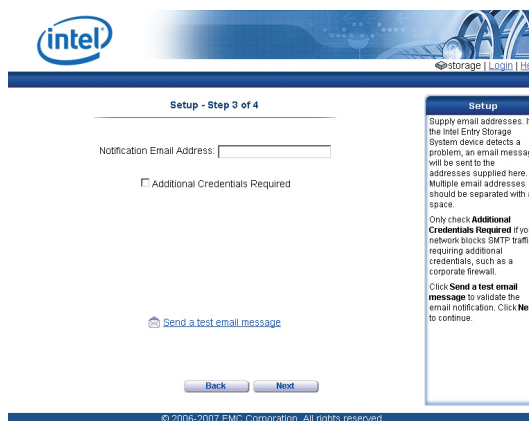 intel
storage | Login | He
Setup - Step 3 of 4
Notification Email Address:
Additional Credentials Required
Send a test email message
Back Next
Setup
Supply email addresses. I
the Intel Entry Storage
System device detects a
problem, an email messag
will be sent to the
addresses supplied here.
Multiple email addresses
should be separated with a
space.
Only check Additional
Credentials Required if yo
network blocks SMTP traffi
requiring additional
credentials, such as a
corporate firewall.
Click Send a test email
message to validate the
email notification. Click Ne
to continue.
© 2006-2007 EMC Corporation. All rights reserved.